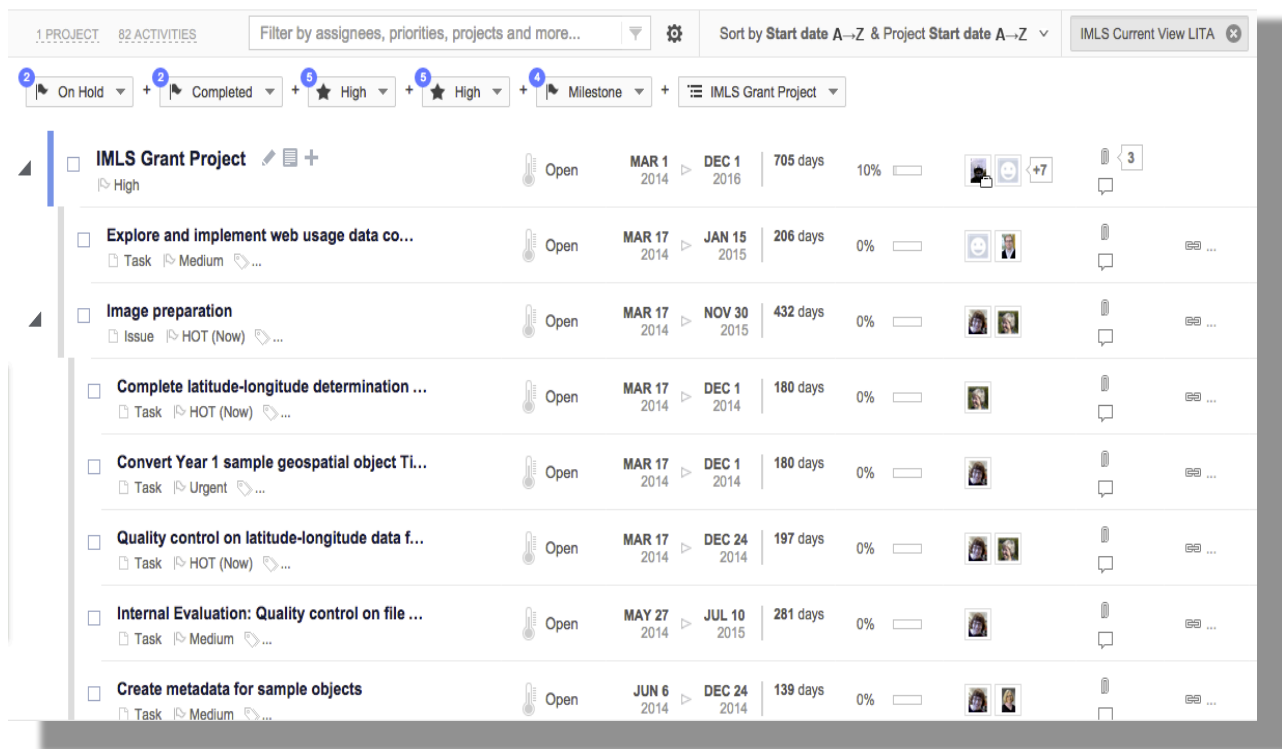 1 PROJECT 82 ACTIVITIES Filter by assignees, priorities, projects and more... Sort by Start date A→Z & Project Start date A→Z IMLS Current View LITA
2 On Hold + 2 Completed + 5 High + 5 High + 4 Milestone + IMLS Grant Project
IMLS Grant Project
High
Open MAR 1 2014 DEC 1 2016 705 days 10% +7 3
Explore and implement web usage data co...
Task Medium ...
Open MAR 17 2014 JAN 15 2015 206 days 0% ...
Image preparation
Issue HOT (Now) ...
Open MAR 17 2014 NOV 30 2015 432 days 0% ...
Complete latitude-longitude determination ...
Task HOT (Now) ...
Open MAR 17 2014 DEC 1 2014 180 days 0% ...
Convert Year 1 sample geospatial object Ti...
Task Urgent ...
Open MAR 17 2014 DEC 1 2014 180 days 0% ...
Quality control on latitude-longitude data f...
Task HOT (Now) ...
Open MAR 17 2014 DEC 24 2014 197 days 0% ...
Internal Evaluation: Quality control on file ...
Task Medium ...
Open MAY 27 2014 JUL 10 2015 281 days 0% ...
Create metadata for sample objects
Task Medium ...
Open JUN 6 2014 DEC 24 2014 139 days 0% ...